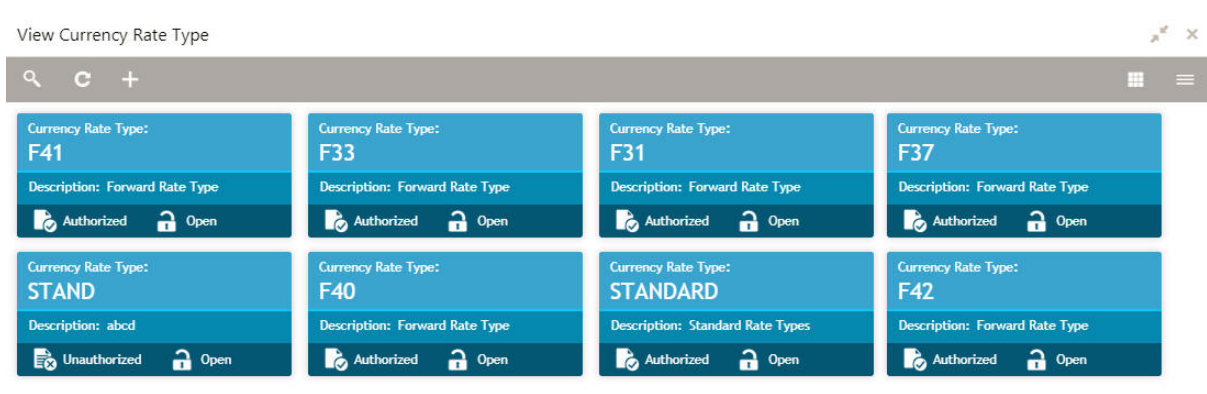 View Currency Rate Type
Currency Rate Type:
F41
Description: Forward Rate Type
Authorized Open
Currency Rate Type:
F33
Description: Forward Rate Type
Authorized Open
Currency Rate Type:
F31
Description: Forward Rate Type
Authorized Open
Currency Rate Type:
F37
Description: Forward Rate Type
Authorized Open
Currency Rate Type:
STAND
Description: abcd
Unauthorized Open
Currency Rate Type:
F40
Description: Forward Rate Type
Authorized Open
Currency Rate Type:
STANDARD
Description: Standard Rate Types
Authorized Open
Currency Rate Type:
F42
Description: Forward Rate Type
Authorized Open